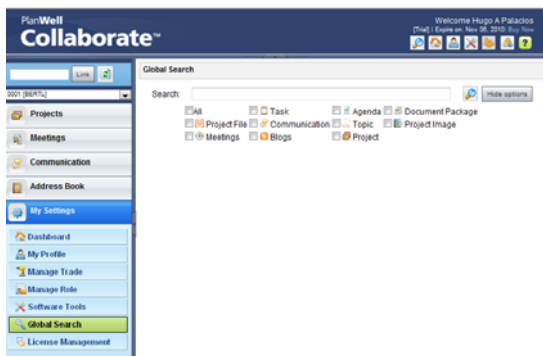 PlanWell
Collaborate™
Welcome Hugo A Palacios
[Trial] | Expire on: Nov 06, 2010: Buy Now
Link
0001 [BERTL]
Projects
Meetings
Communication
Address Book
My Settings
Dashboard
My Profile
Manage Trade
Manage Role
Software Tools
Global Search
License Management
Global Search
Search:
Hide options
All Task Agenda Document Package
Project File Communication Topic Project Image
Meetings Blogs Project